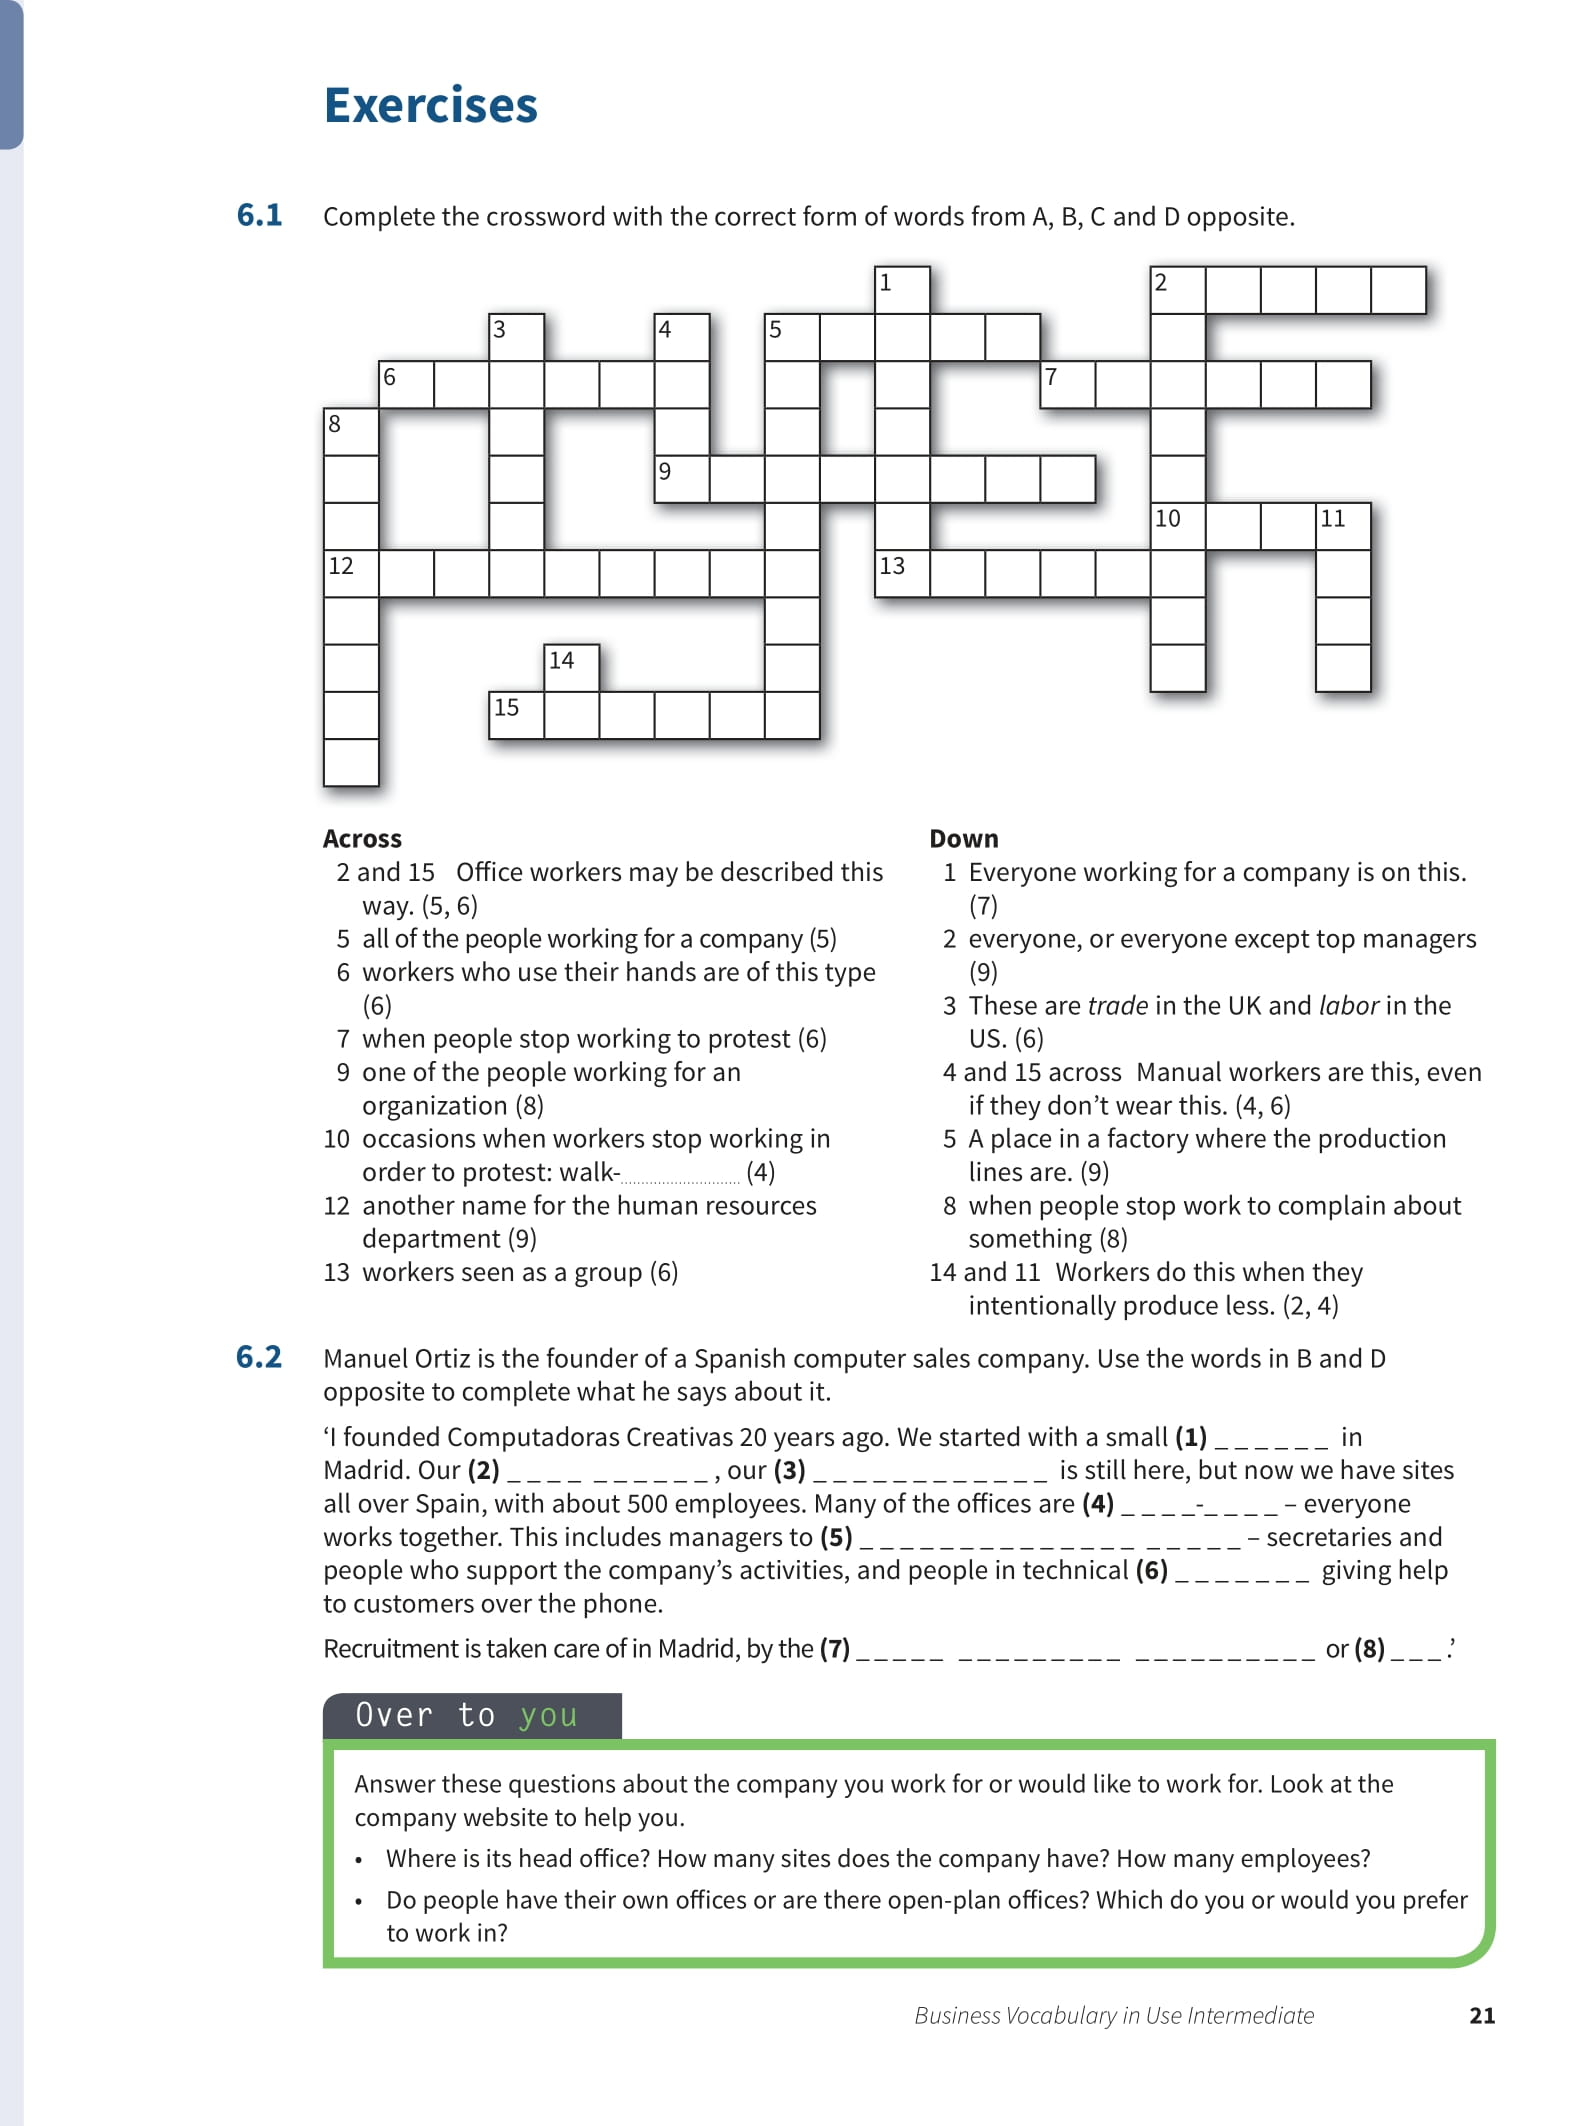 Exercises
6.1 Complete the crossword with the correct form of words from A, B, C and D opposite.
1 2
3 4 5
6 7
8
9
10 11
12 13
14
15
Across
2 and 15 Office workers may be described this
way. (5, 6)
5 all of the people working for a company (5)
6 workers who use their hands are of this type
(6)
7 when people stop working to protest (6)
9 one of the people working for an
organization (8)
10 occasions when workers stop working in
order to protest: walk-.............................. (4)
12 another name for the human resources
department (9)
13 workers seen as a group (6)
Down
1 Everyone working for a company is on this.
(7)
2 everyone, or everyone except top managers
(9)
3 These are trade in the UK and labor in the
US. (6)
4 and 15 across Manual workers are this, even
if they don’t wear this. (4, 6)
5 A place in a factory where the production
lines are. (9)
8 when people stop work to complain about
something (8)
14 and 11 Workers do this when they
intentionally produce less. (2, 4)
6.2 Manuel Ortiz is the founder of a Spanish computer sales company. Use the words in B and D
opposite to complete what he says about it.
‘I founded Computadoras Creativas 20 years ago. We started with a small (1) _ _ _ _ _ _ in
Madrid. Our (2) _ _ _ _ _ _ _ _ _ _ , our (3) _ _ _ _ _ _ _ _ _ _ _ _ is still here, but now we have sites
all over Spain, with about 500 employees. Many of the offices are (4) _ _ _ _-_ _ _ _ – everyone
works together. This includes managers to (5) _ _ _ _ _ _ _ _ _ _ _ _ _ _ _ _ _ _ _ – secretaries and
people who support the company’s activities, and people in technical (6) _ _ _ _ _ _ _ giving help
to customers over the phone.
Recruitment is taken care of in Madrid, by the (7) _ _ _ _ _ _ _ _ _ _ _ _ _ _ _ _ _ _ _ _ _ _ _ _ or (8) _ _ _.’
Over to you
Answer these questions about the company you work for or would like to work for. Look at the
company website to help you.
• Where is its head office? How many sites does the company have? How many employees?
• Do people have their own offices or are there open-plan offices? Which do you or would you prefer
to work in?
Business Vocabulary in Use Intermediate 21